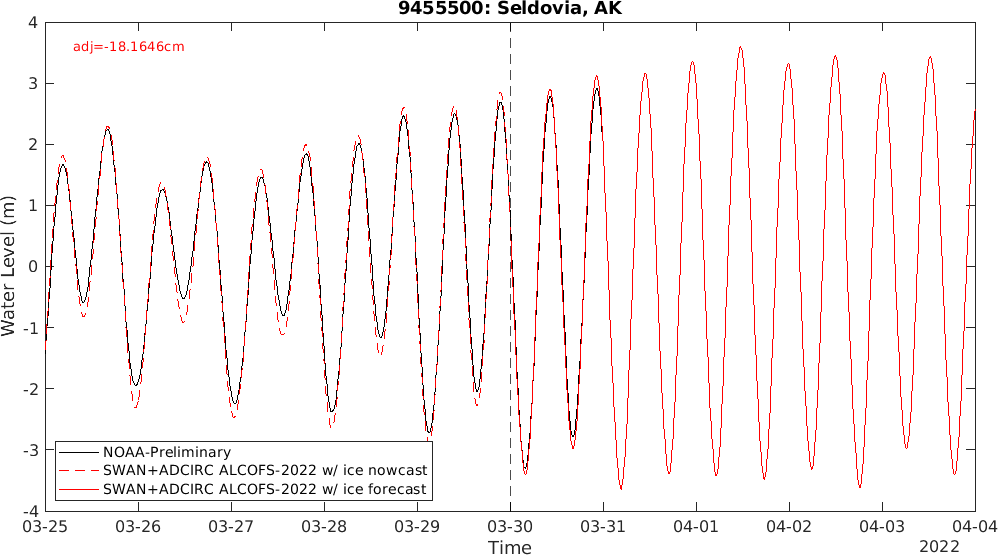 9455500: Seldovia, AK
adj=-18.1646cm
Water Level (m)
4
3
2
1
0
-1
-2
-3
-4
NOAA-Preliminary
SWAN+ADCIRC ALCOFS-2022 w/ ice nowcast
SWAN+ADCIRC ALCOFS-2022 w/ ice forecast
03-25 03-26 03-27 03-28 03-29 03-30 03-31 04-01 04-02 04-03 04-04
Time
2022